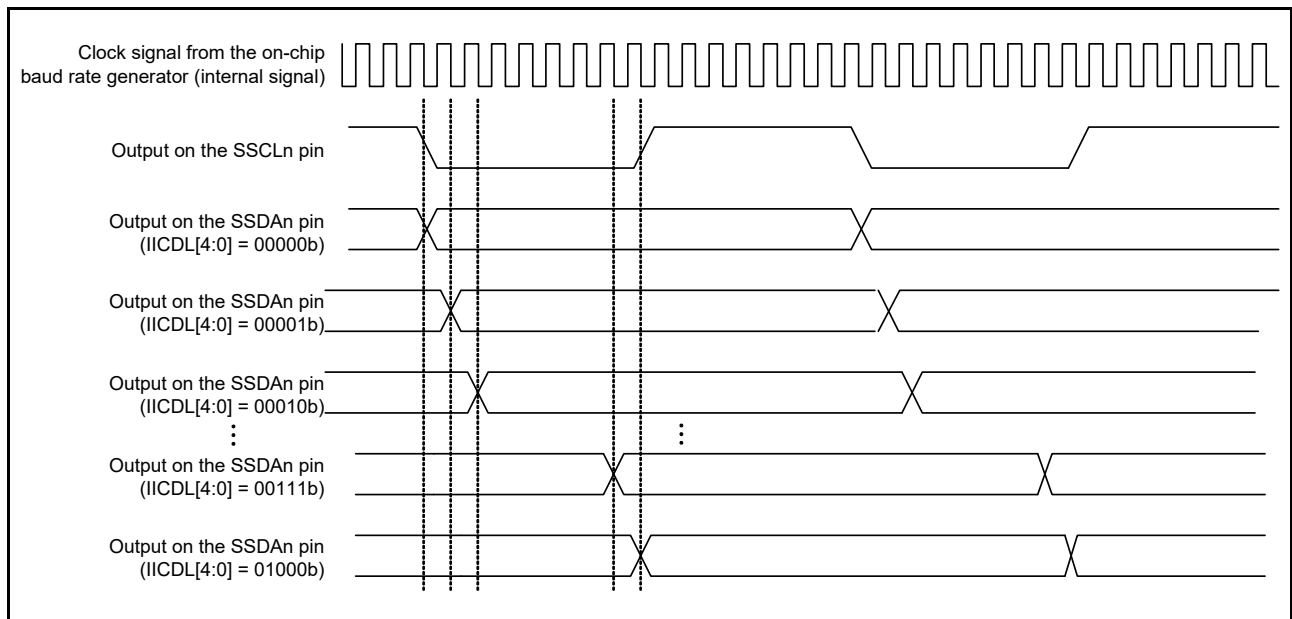 Clock signal from the on-chip
baud rate generator (internal signal)
Output on the SSCLn pin
Output on the SSDAn pin
(IICDL[4:0] = 00000b)
Output on the SSDAn pin
(IICDL[4:0] = 00001b)
Output on the SSDAn pin
(IICDL[4:0] = 00010b)
Output on the SSDAn pin
(IICDL[4:0] = 00111b)
Output on the SSDAn pin
(IICDL[4:0] = 01000b)